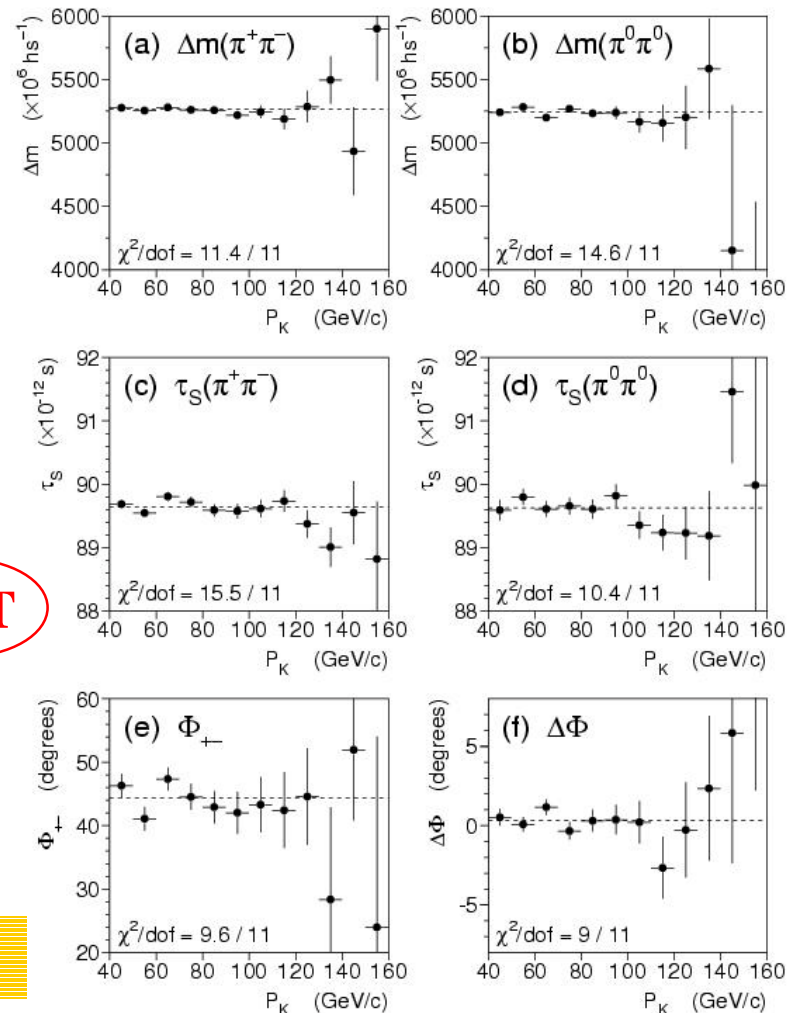 (a) Δm(π⁺π⁻)
Δm (×10⁶ ħs⁻¹)
6000
5500
5000
4500
4000
χ²/dof = 11.4 / 11
40 60 80 100 120 140 160
P_K (GeV/c)
(b) Δm(π⁰π⁰)
Δm (×10⁶ ħs⁻¹)
6000
5500
5000
4500
4000
χ²/dof = 14.6 / 11
40 60 80 100 120 140 160
P_K (GeV/c)
(c) τ_S(π⁺π⁻)
τ_S (×10⁻¹² s)
92
91
90
89
88
χ²/dof = 15.5 / 11
40 60 80 100 120 140 160
P_K (GeV/c)
(d) τ_S(π⁰π⁰)
τ_S (×10⁻¹² s)
92
91
90
89
88
χ²/dof = 10.4 / 11
40 60 80 100 120 140 160
P_K (GeV/c)
T
(e) Φ₊₋
Φ₊₋ (degrees)
60
50
40
30
20
χ²/dof = 9.6 / 11
40 60 80 100 120 140 160
P_K (GeV/c)
(f) ΔΦ
ΔΦ (degrees)
5
0
-5
χ²/dof = 9 / 11
40 60 80 100 120 140 160
P_K (GeV/c)